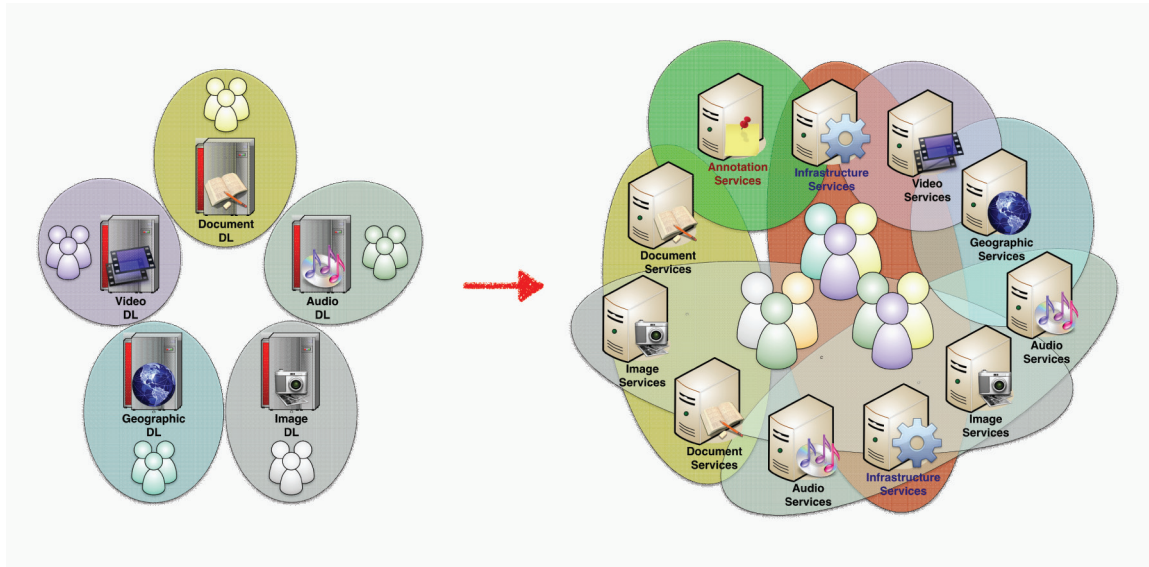 Document
DL
Video
DL
Audio
DL
Geographic
DL
Image
DL
Annotation
Services
Infrastructure
Services
Video
Services
Geographic
Services
Document
Services
Audio
Services
Image
Services
Image
Services
Document
Services
Audio
Services
Infrastructure
Services